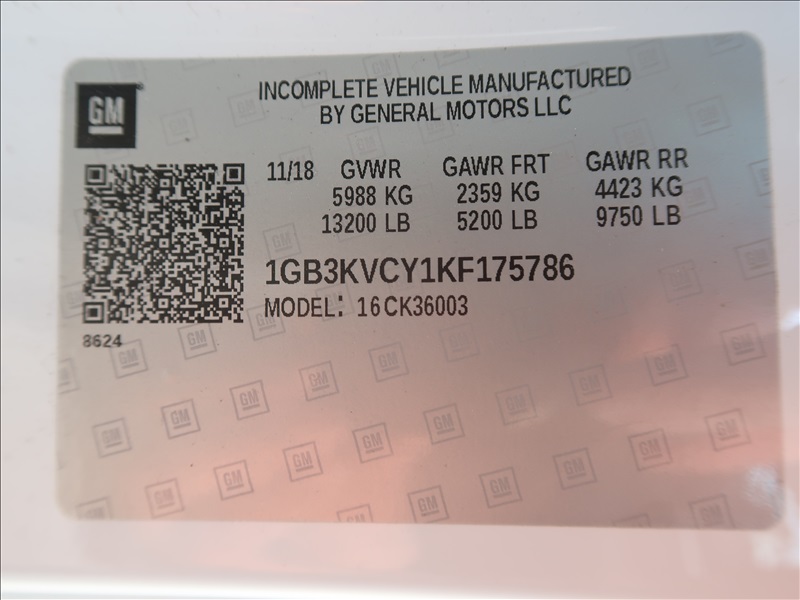 GM
INCOMPLETE VEHICLE MANUFACTURED
BY GENERAL MOTORS LLC
11/18 GVWR GAWR FRT GAWR RR
5988 KG 2359 KG 4423 KG
13200 LB 5200 LB 9750 LB
1GB3KVCY1KF175786
MODEL: 16CK36003
8624